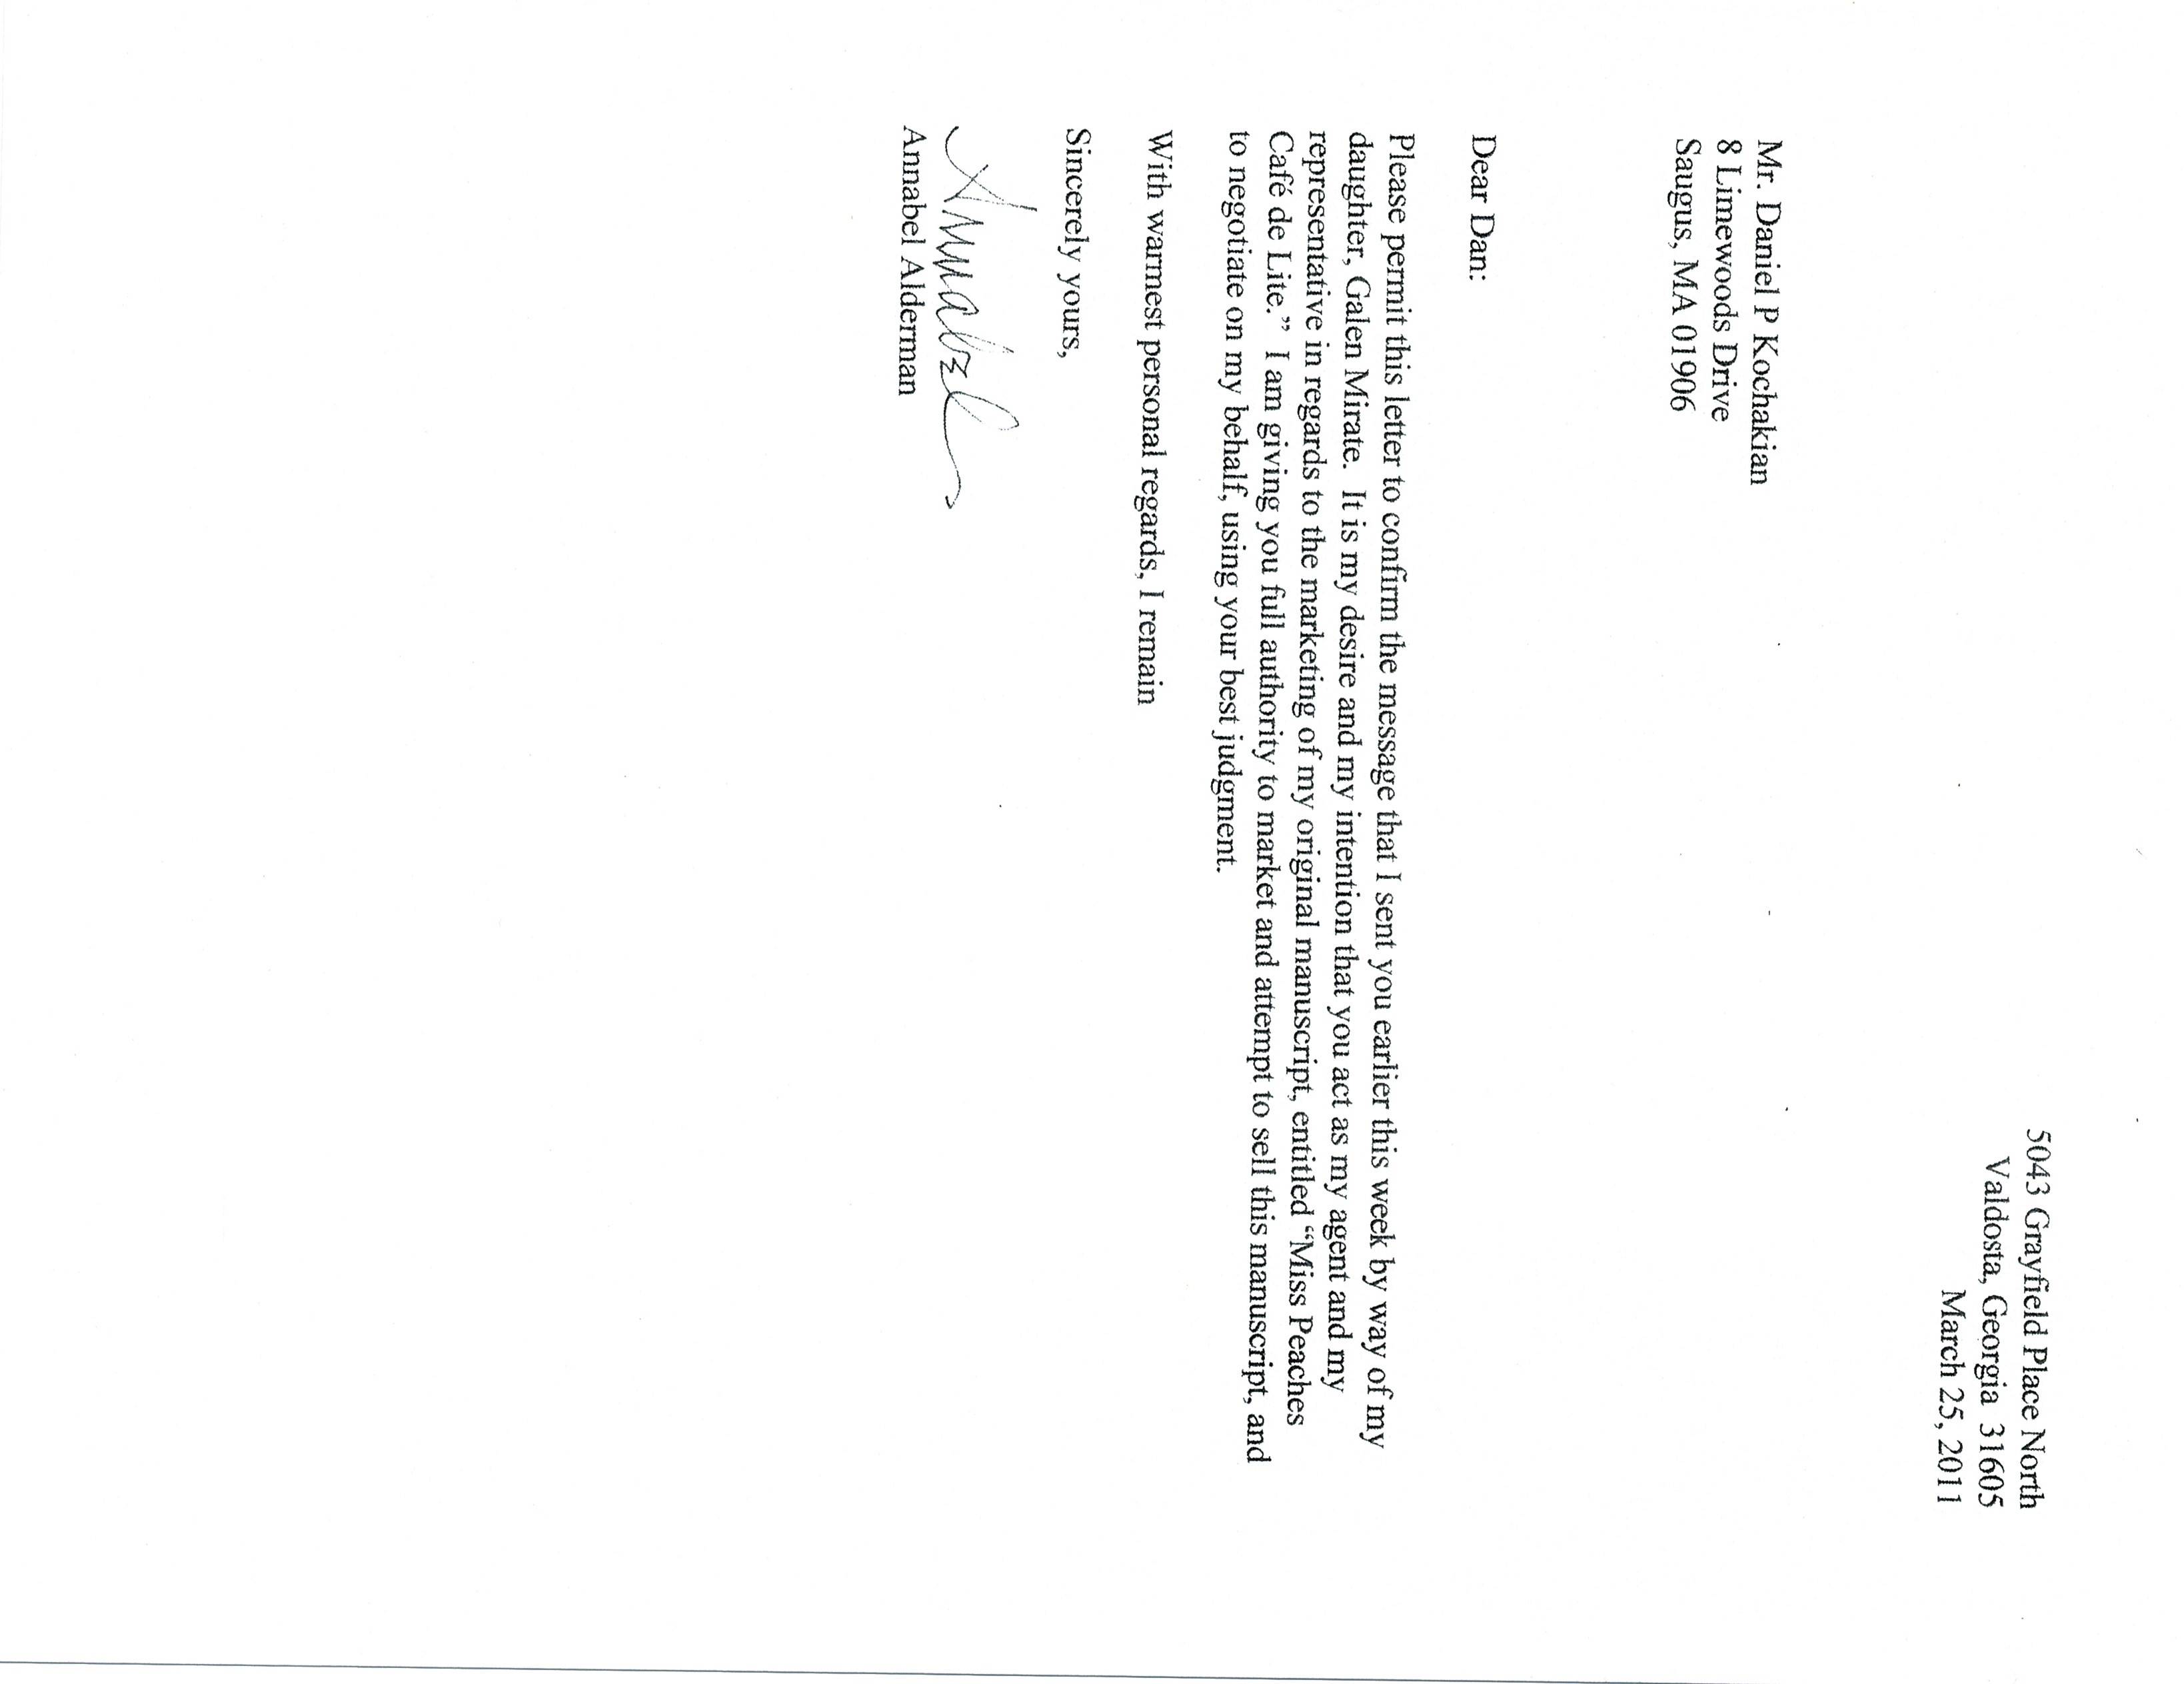 5043 Grayfield Place North
Valdosta, Georgia 31605
March 25, 2011
Mr. Daniel P Kochakian
8 Limewoods Drive
Saugus, MA 01906
Dear Dan:
Please permit this letter to confirm the message that I sent you earlier this week by way of my
daughter, Galen Mirate. It is my desire and my intention that you act as my agent and my
representative in regards to the marketing of my original manuscript, entitled “Miss Peaches
Café de Lite.” I am giving you full authority to market and attempt to sell this manuscript, and
to negotiate on my behalf, using your best judgment.
With warmest personal regards, I remain
Sincerely yours,
Annabel
Annabel Alderman